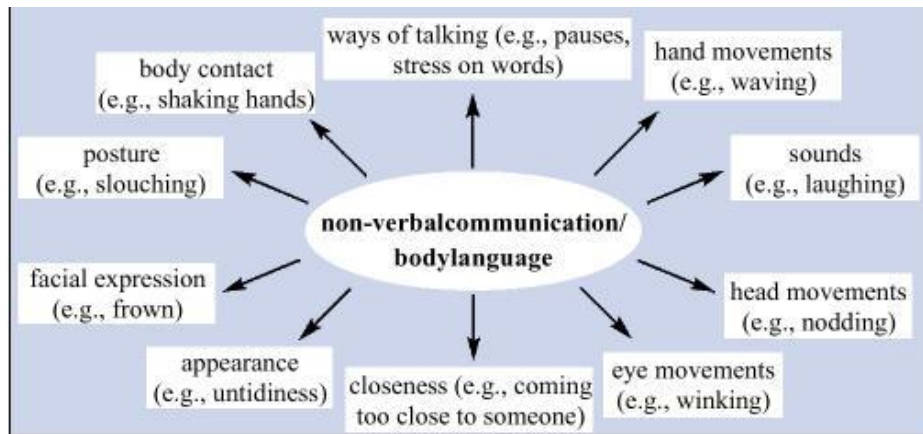 ways of talking (e.g., pauses,
stress on words)
hand movements
(e.g., waving)
body contact
(e.g., shaking hands)
posture
(e.g., slouching)
sounds
(e.g., laughing)
non-verbalcommunication/
bodylanguage
facial expression
(e.g., frown)
head movements
(e.g., nodding)
appearance
(e.g., untidiness)
closeness (e.g., coming
too close to someone)
eye movements
(e.g., winking)